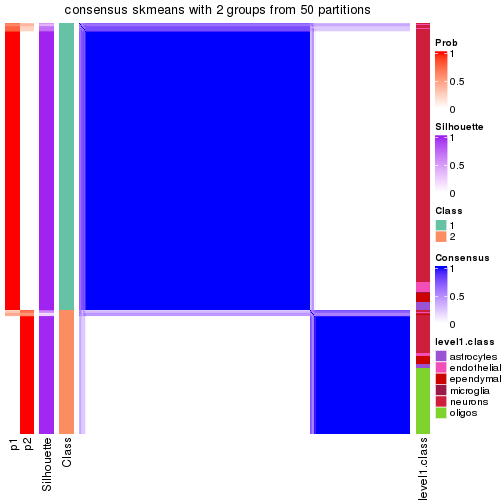 consensus skmeans with 2 groups from 50 partitions
Prob
1
0.5
0
Silhouette
1
0.5
0
Class
1
2
Consensus
1
0.5
0
level1.class
astrocytes
endothelial
ependymal
microglia
neurons
oligos
p1
p2
Silhouette
Class
level1.class